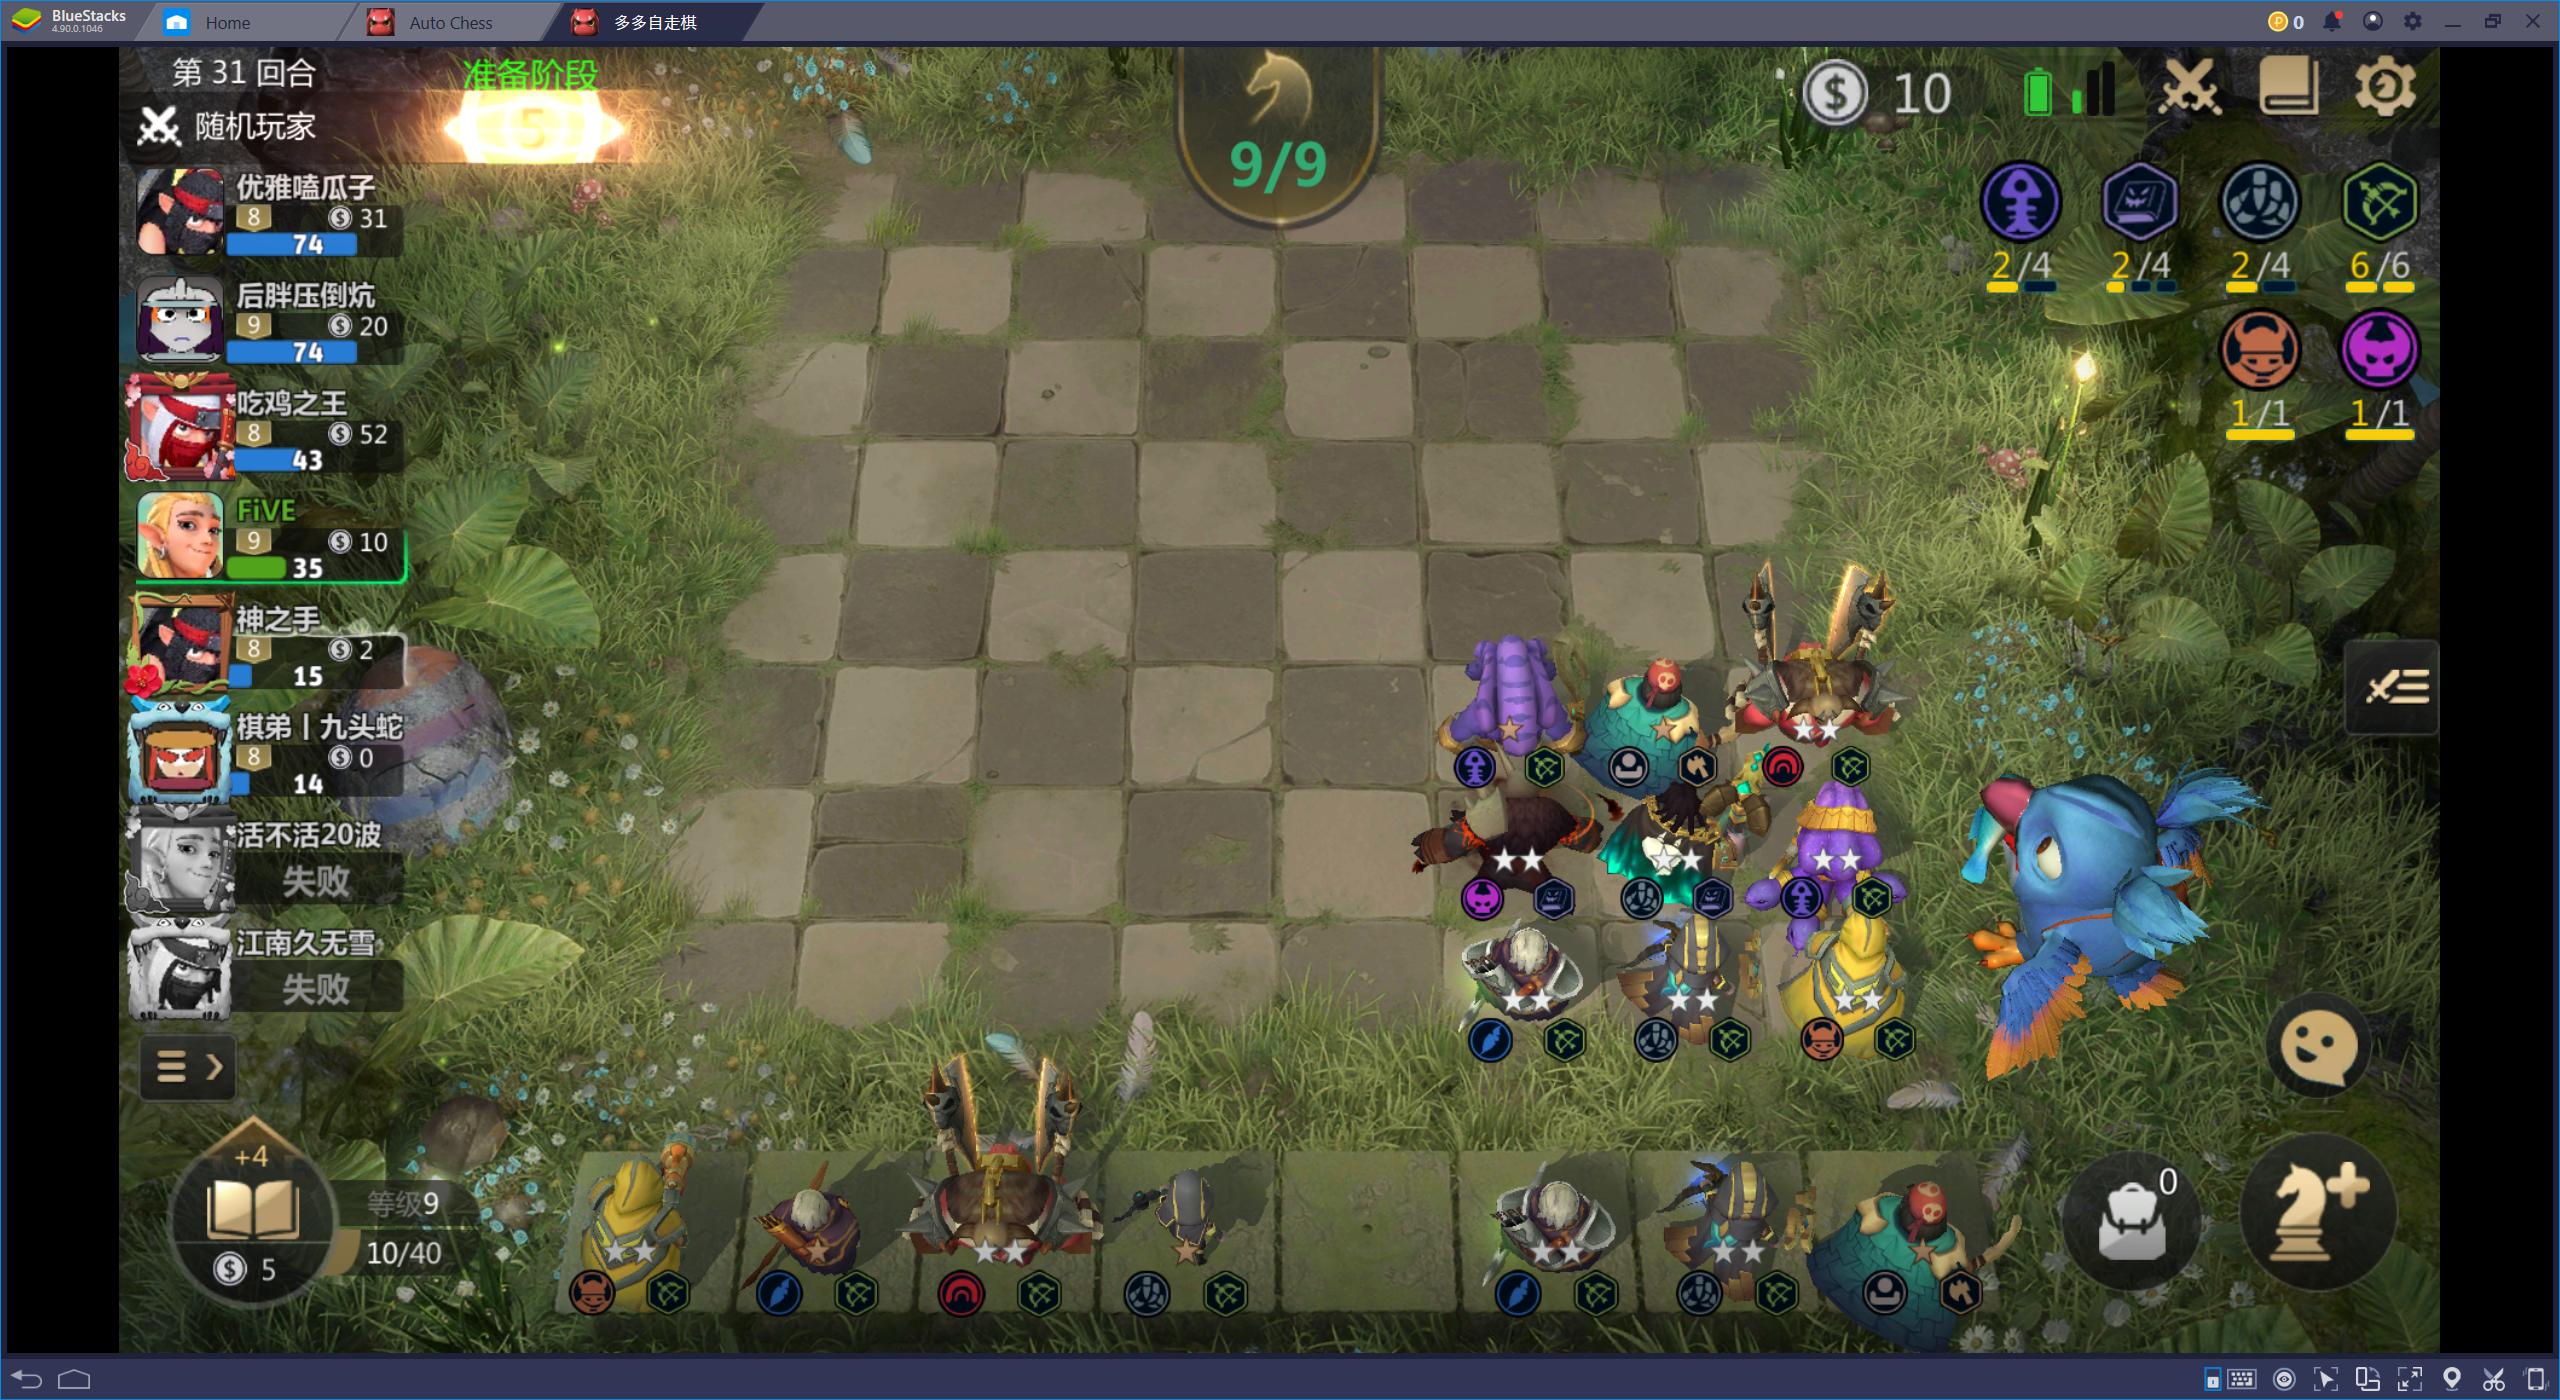 BlueStacks
4.90.0.1046
Home
Auto Chess
多多自走棋
0
第 31 回合
准备阶段
5
随机玩家
9/9
10
优雅嗑瓜子
8
31
74
后胖压倒炕
9
20
74
吃鸡之王
8
52
43
FiVE
9
10
35
神之手
8
2
15
棋弟丨九头蛇
8
0
14
活不活20波
失败
江南久无雪
失败
2/4
2/4
2/4
6/6
1/1
1/1
+4
5
等级9
10/40
0